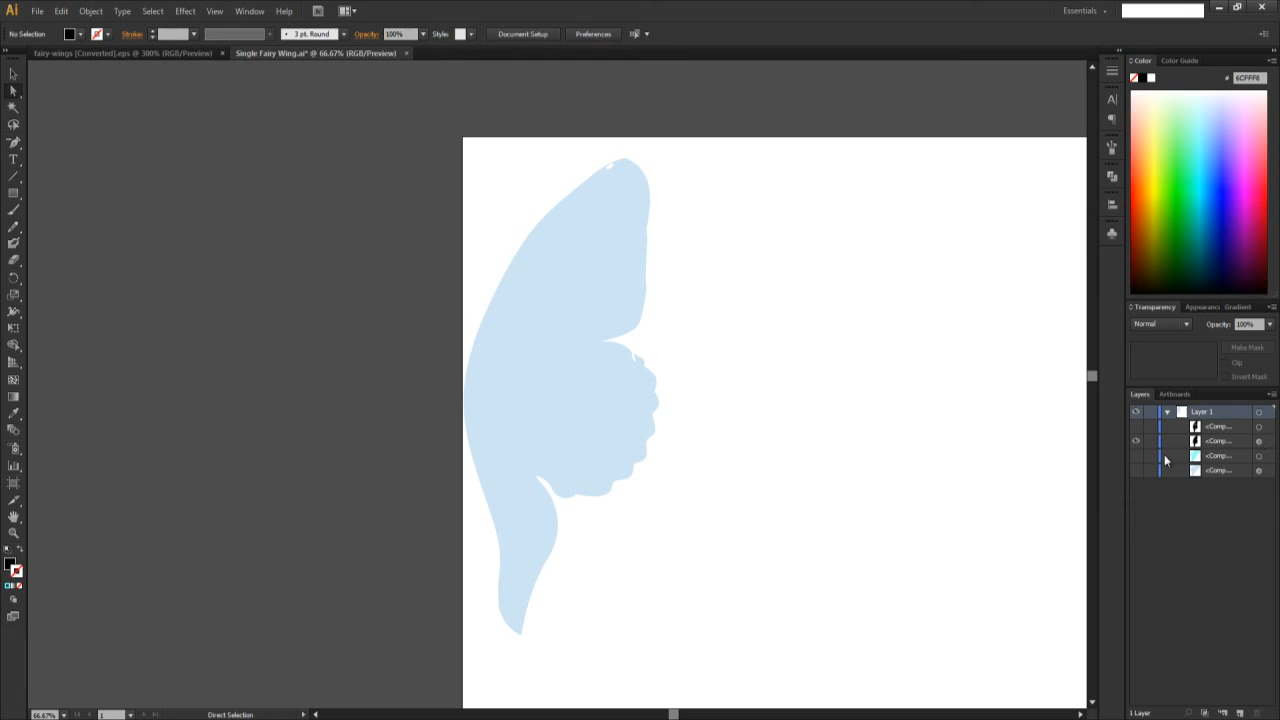 Ai File Edit Object Type Select Effect View Window Help Br Essentials
No Selection Stroke: 3 pt. Round Opacity: 100% Style: Document Setup Preferences
fairy-wings [Converted].eps @ 300% (RGB/Preview) × Single Fairy Wing.ai* @ 66.67% (RGB/Preview) ×
Color Color Guide
# 6CFFF8
Transparency Appearanc Gradient
Normal Opacity: 100%
Make Mask
Clip
Invert Mask
Layers Artboards
Layer 1
<Comp...
<Comp...
<Comp...
<Comp...
66.67% 1 Direct Selection 1 Layer